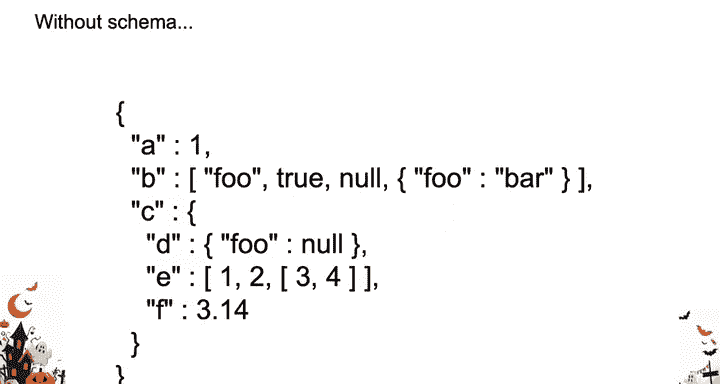 Without schema...
{
"a" : 1,
"b" : [ "foo", true, null, { "foo" : "bar" } ],
"c" : {
"d" : { "foo" : null },
"e" : [ 1, 2, [ 3, 4 ] ],
"f" : 3.14
}
}